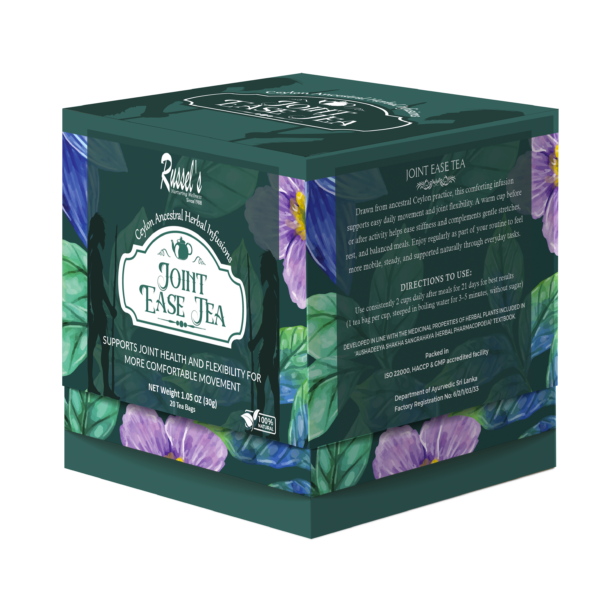 Ceylon Ancestral Herbal Infusions
JOINT
EASE TEA
Russel's
Since 1988
Ceylon Ancestral Herbal Infusions
JOINT
EASE TEA
SUPPORTS JOINT HEALTH AND FLEXIBILITY FOR
MORE COMFORTABLE MOVEMENT
NET Weight 1.05 OZ (30g)
20 Tea Bags
100%
NATURAL
JOINT EASE TEA
Drawn from ancestral Ceylon practice, this comforting infusion
supports easy daily movement and joint flexibility. A warm cup before
or after activity helps ease stiffness and complements gentle stretches,
rest, and balanced meals. Enjoy regularly as part of your routine to feel
more mobile, steady, and supported naturally through everyday tasks.
DIRECTIONS TO USE:
Use consistently 2 cups daily after meals for 21 days for best results
(1 tea bag per cup, steeped in boiling water for 3-5 minutes, without sugar)
DEVELOPED IN LINE WITH THE MEDICINAL PROPERTIES OF HERBAL PLANTS INCLUDED IN
AUSHADEEYA SHAKHA SANGRAHAYA (HERBAL PHARMACOPOEIA)' TEXTBOOK
Packed in
ISO 22000, HACCP & GMP accredited facility
Department of Ayurvedic Sri Lanka
Factory Registration No: 6/2/1/03/33